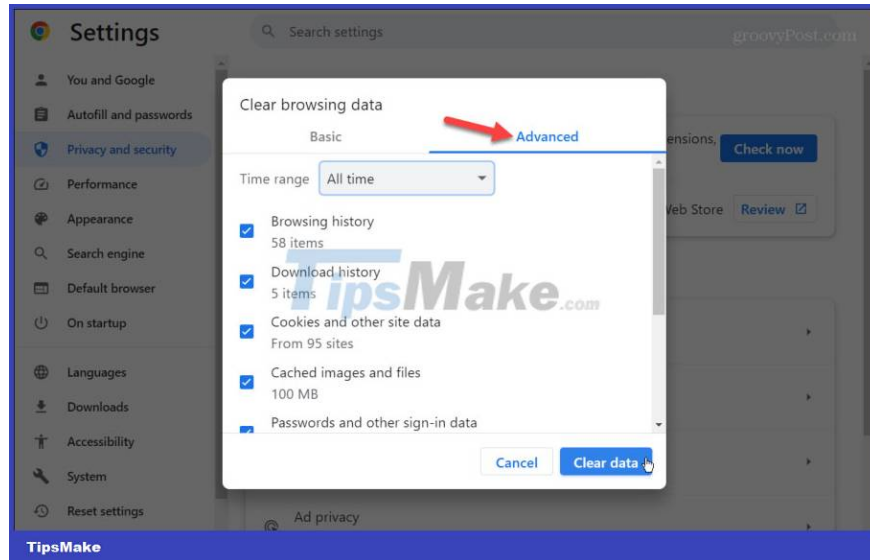 Settings
Search settings
groovyPost.com
You and Google
Autofill and passwords
Privacy and security
Performance
Appearance
Search engine
Default browser
On startup
Languages
Downloads
Accessibility
System
Reset settings
Clear browsing data
Basic
Advanced
Time range
All time
Browsing history
58 items
Download history
5 items
Cookies and other site data
From 95 sites
Cached images and files
100 MB
Passwords and other sign-in data
Cancel
Clear data
ensions,
Check now
Web Store
Review
Ad privacy
TipsMake.com
TipsMake